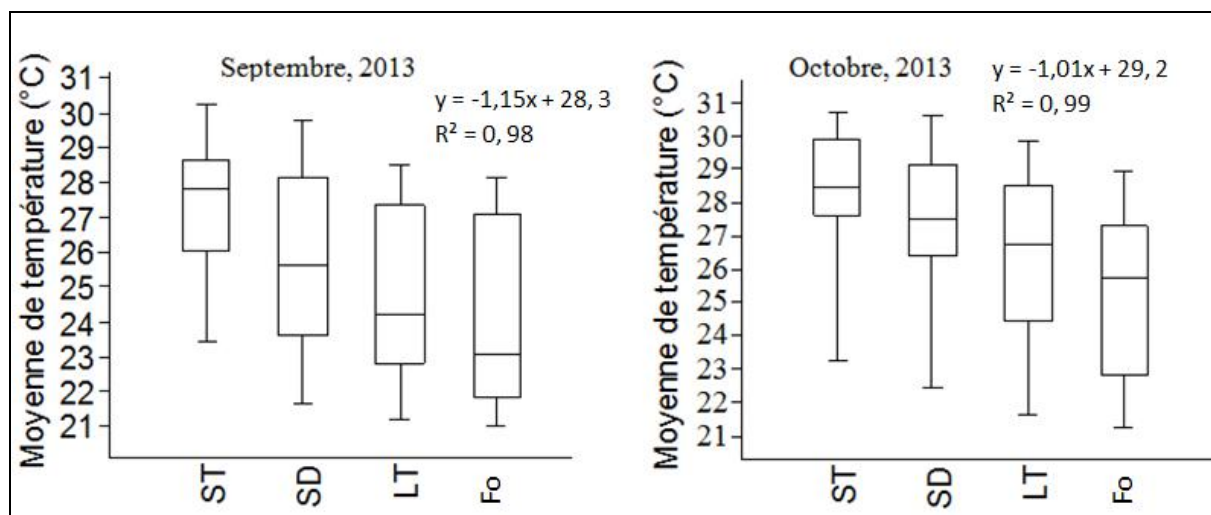 Septembre, 2013
y = -1,15x + 28, 3
R² = 0, 98
Moyenne de température (°C)
31
30
29
28
27
26
25
24
23
22
21
ST
SD
LT
Fo
Octobre, 2013
y = -1,01x + 29, 2
R² = 0, 99
Moyenne de température (°C)
31
30
29
28
27
26
25
24
23
22
21
ST
SD
LT
Fo